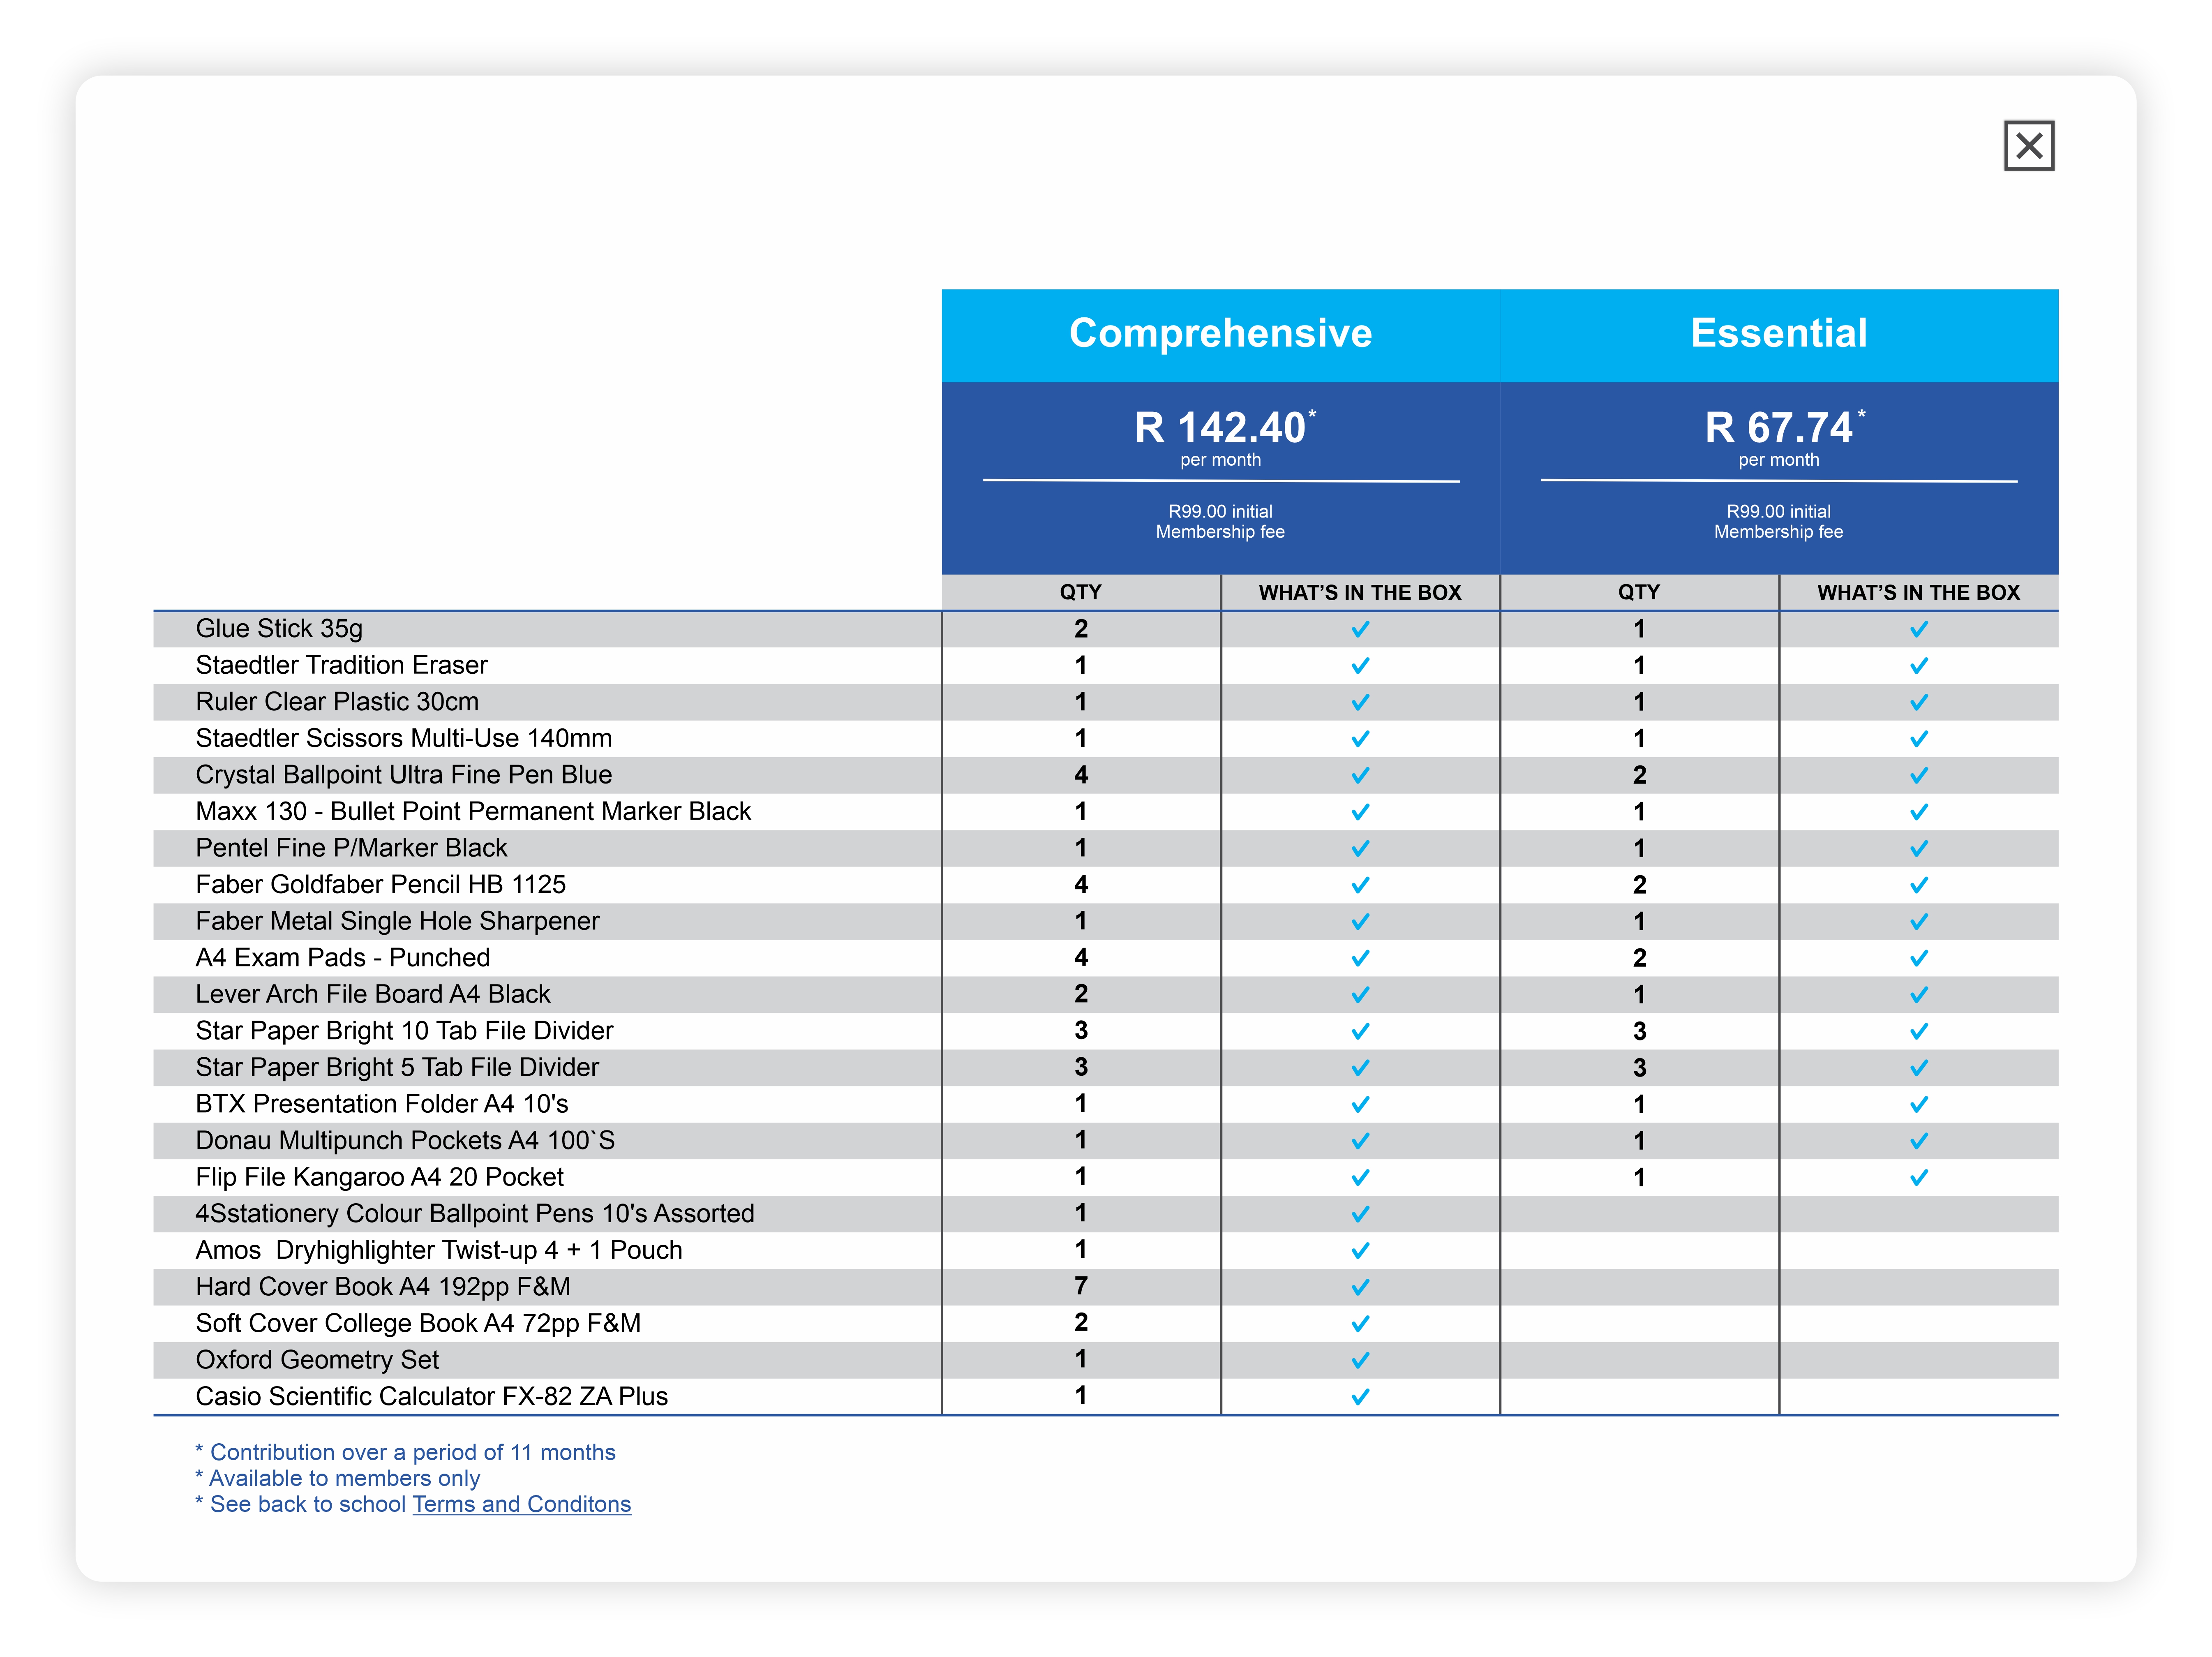 Comprehensive Essential
R 142.40* R 67.74*
per month per month
R99.00 initial R99.00 initial
Membership fee Membership fee
QTY WHAT'S IN THE BOX QTY WHAT'S IN THE BOX
Glue Stick 35g 2 ✓ 1 ✓
Staedtler Tradition Eraser 1 ✓ 1 ✓
Ruler Clear Plastic 30cm 1 ✓ 1 ✓
Staedtler Scissors Multi-Use 140mm 1 ✓ 1 ✓
Crystal Ballpoint Ultra Fine Pen Blue 4 ✓ 2 ✓
Maxx 130 - Bullet Point Permanent Marker Black 1 ✓ 1 ✓
Pentel Fine P/Marker Black 1 ✓ 1 ✓
Faber Goldfaber Pencil HB 1125 4 ✓ 2 ✓
Faber Metal Single Hole Sharpener 1 ✓ 1 ✓
A4 Exam Pads - Punched 4 ✓ 2 ✓
Lever Arch File Board A4 Black 2 ✓ 1 ✓
Star Paper Bright 10 Tab File Divider 3 ✓ 3 ✓
Star Paper Bright 5 Tab File Divider 3 ✓ 3 ✓
BTX Presentation Folder A4 10's 1 ✓ 1 ✓
Donau Multipunch Pockets A4 100`S 1 ✓ 1 ✓
Flip File Kangaroo A4 20 Pocket 1 ✓ 1 ✓
4Sstationery Colour Ballpoint Pens 10's Assorted 1 ✓
Amos  Dryhighlighter Twist-up 4 + 1 Pouch 1 ✓
Hard Cover Book A4 192pp F&M 7 ✓
Soft Cover College Book A4 72pp F&M 2 ✓
Oxford Geometry Set 1 ✓
Casio Scientific Calculator FX-82 ZA Plus 1 ✓
* Contribution over a period of 11 months
* Available to members only
* See back to school Terms and Conditons